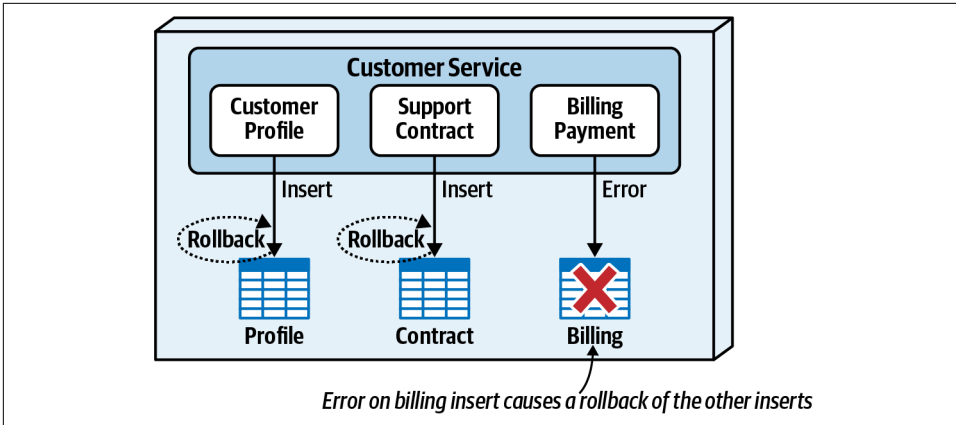 Customer Service
Customer
Profile
Support
Contract
Billing
Payment
Insert
Insert
Error
Rollback
Rollback
Profile
Contract
Billing
Error on billing insert causes a rollback of the other inserts